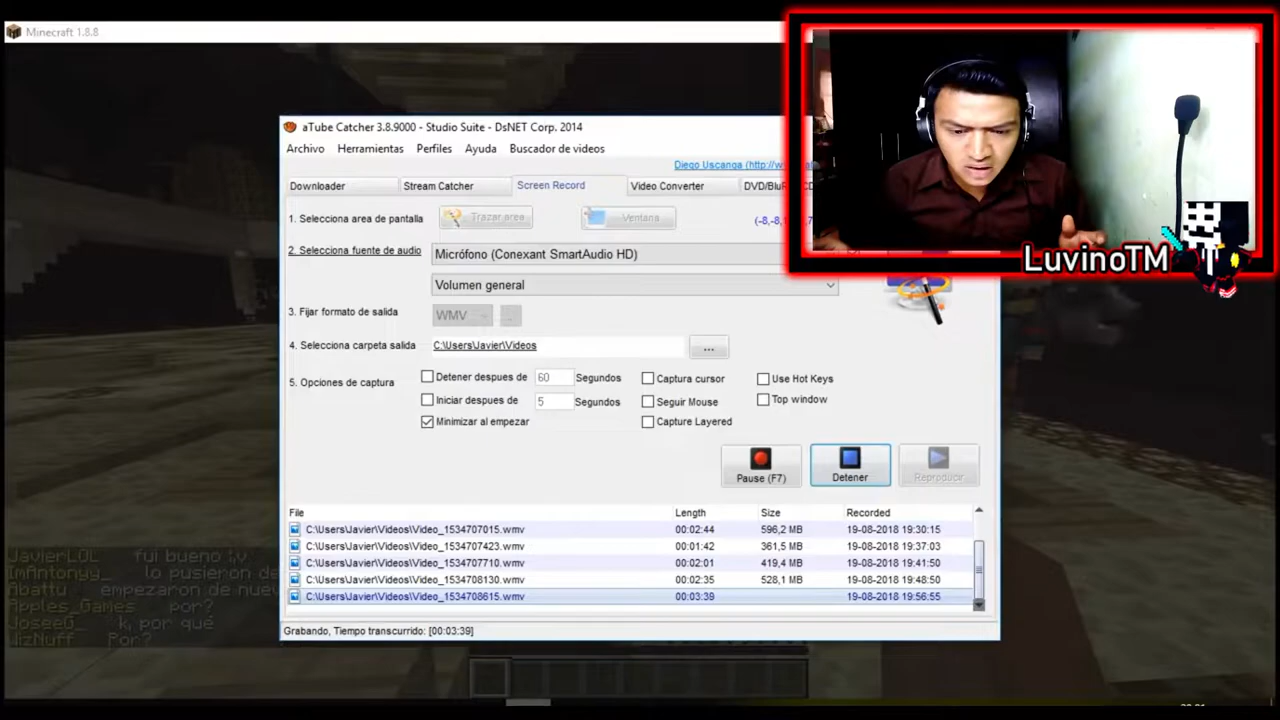 Minecraft 1.8.8
aTube Catcher 3.8.9000 - Studio Suite - DsNET Corp. 2014
Archivo Herramientas Perfiles Ayuda Buscador de videos
Diego Uscanga (http://w
Downloader Stream Catcher Screen Record Video Converter
1. Selecciona area de pantalla Trazar area Ventana (-8,-8,
2. Selecciona fuente de audio Micrófono (Conexant SmartAudio HD)
LuvinoTM
Volumen general
3. Fijar formato de salida WMV ...
4. Selecciona carpeta salida C:\Users\Javier\Videos ...
5. Opciones de captura
Detener despues de 60 Segundos Captura cursor Use Hot Keys
Iniciar despues de 5 Segundos Seguir Mouse Top window
Minimizar al empezar Capture Layered
Pause (F7) Detener Reproducir
File Length Size Recorded
C:\Users\Javier\Videos\Video_1534707015.wmv 00:02:44 596,2 MB 19-08-2018 19:30:15
C:\Users\Javier\Videos\Video_1534707423.wmv 00:01:42 361,5 MB 19-08-2018 19:37:03
C:\Users\Javier\Videos\Video_1534707710.wmv 00:02:01 419,4 MB 19-08-2018 19:41:50
C:\Users\Javier\Videos\Video_1534708130.wmv 00:02:35 528,1 MB 19-08-2018 19:48:50
C:\Users\Javier\Videos\Video_1534708615.wmv 00:03:39 19-08-2018 19:56:55
Grabando, Tiempo transcurrido: [00:03:39]
JavierLOL fui bueno :v
ImAntonyy_ lo pusieron de
Abattu empezaron de nuev
Apples_Games por?
JoseeG_ k, por qué
WizNuff Por?